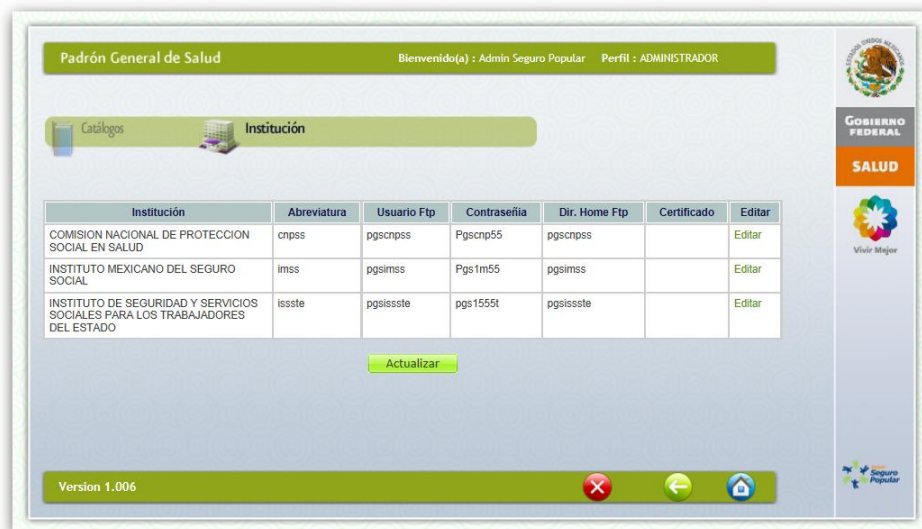 Padrón General de Salud
Bienvenido(a) : Admin Seguro Popular Perfil : ADMINISTRADOR
GOBIERNO
FEDERAL
SALUD
Vivir Mejor
Catálogos
Institución
Institución Abreviatura Usuario Ftp Contraseñia Dir. Home Ftp Certificado Editar
COMISION NACIONAL DE PROTECCION
SOCIAL EN SALUD
cnpss pgscnpss Pgscnp55 pgscnpss Editar
INSTITUTO MEXICANO DEL SEGURO
SOCIAL
imss pgsimss Pgs1m55 pgsimss Editar
INSTITUTO DE SEGURIDAD Y SERVICIOS
SOCIALES PARA LOS TRABAJADORES
DEL ESTADO
issste pgsissste pgs1555t pgsissste Editar
Actualizar
Version 1.006
Seguro
Popular